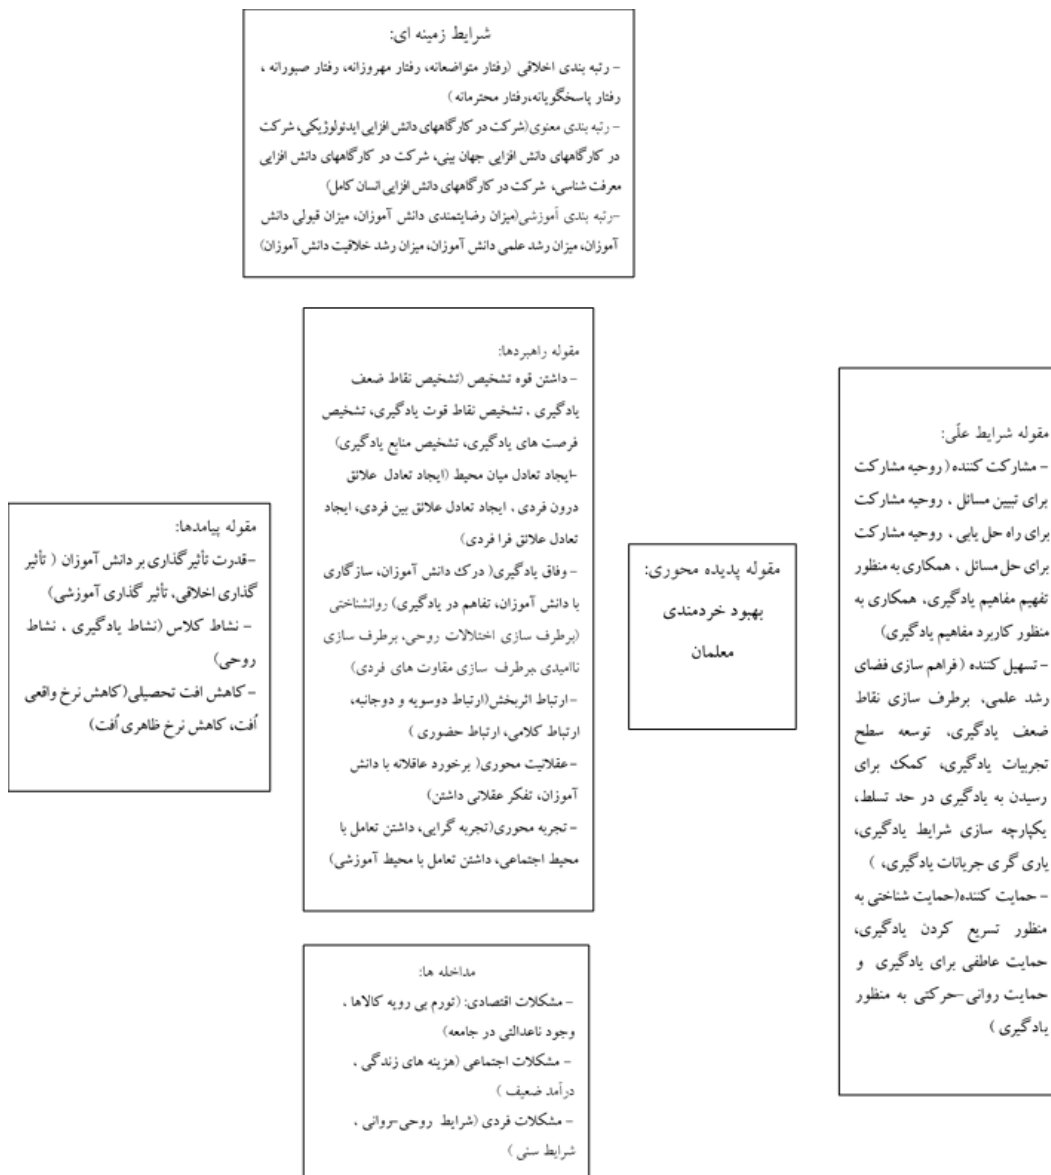 شرایط زمینه ای:
- رتبه بندی اخلاقی (رفتار متواضعانه، رفتار مهروزانه، رفتار صبورانه ،
رفتار پاسخگویانه،رفتار محترمانه )
- رتبه بندی معنوی(شرکت در کارگاههای دانش افزایی ایدئولوژیکی، شرکت
در کارگاههای دانش افزایی جهان بینی، شرکت در کارگاههای دانش افزایی
معرفت شناسی، شرکت در کارگاههای دانش افزایی انسان کامل)
-رتبه بندی آموزشی(میزان رضایتمندی دانش آموزان، میزان قبولی دانش
آموزان، میزان رشد علمی دانش آموزان، میزان رشد خلاقیت دانش آموزان)
مقوله شرایط علّی:
- مشارکت کننده( روحیه مشارکت
برای تبیین مسائل ، روحیه مشارکت
برای راه حل یابی ، روحیه مشارکت
برای حل مسائل ، همکاری به منظور
تفهیم مفاهیم یادگیری، همکاری به
منظور کاربرد مفاهیم یادگیری)
- تسهیل کننده ( فراهم سازی فضای
رشد علمی، برطرف سازی نقاط
ضعف یادگیری، توسعه سطح
تجربیات یادگیری، کمک برای
رسیدن به یادگیری در حد تسلط،
یکپارچه سازی شرایط یادگیری،
یاری گر ی جریانات یادگیری، )
- حمایت کننده(حمایت شناختی به
منظور تسریع کردن یادگیری،
حمایت عاطفی برای یادگیری و
حمایت روانی-حرکتی به منظور
یادگیری )
مقوله پدیده محوری:
بهبود خردمندی
معلمان
مقوله راهبردها:
- داشتن قوه تشخیص (تشخیص نقاط ضعف
یادگیری ، تشخیص نقاط قوت یادگیری، تشخیص
فرصت های یادگیری، تشخیص منابع یادگیری)
-ایجاد تعادل میان محیط (ایجاد تعادل علائق
درون فردی ، ایجاد تعادل علائق بین فردی، ایجاد
تعادل علائق فرا فردی)
- وفاق یادگیری( درک دانش آموزان، سازگاری
با دانش آموزان، تفاهم در یادگیری) روانشناختی
(برطرف سازی اختلالات روحی، برطرف سازی
ناامیدی ،برطرف سازی مقاوت های فردی)
-ارتباط اثربخش(ارتباط دوسویه و دوجانبه،
ارتباط کلامی، ارتباط حضوری )
-عقلانیت محوری( برخورد عاقلانه با دانش
آموزان، تفکر عقلانی داشتن)
- تجربه محوری(تجربه گرایی، داشتن تعامل با
محیط اجتماعی، داشتن تعامل با محیط آموزشی)
مقوله پیامدها:
-قدرت تأثیرگذاری بر دانش آموزان ( تأثیر
گذاری اخلاقی، تأثیر گذاری آموزشی)
- نشاط کلاس (نشاط یادگیری ، نشاط
روحی)
- کاهش افت تحصیلی(کاهش نرخ واقعی
اُفت، کاهش نرخ ظاهری اُفت)
مداخله ها:
- مشکلات اقتصادی: (تورم بی رویه کالاها ،
وجود ناعدالتی در جامعه)
- مشکلات اجتماعی (هزینه های زندگی ،
درآمد ضعیف )
- مشکلات فردی (شرایط روحی-روانی ،
شرایط سنی )